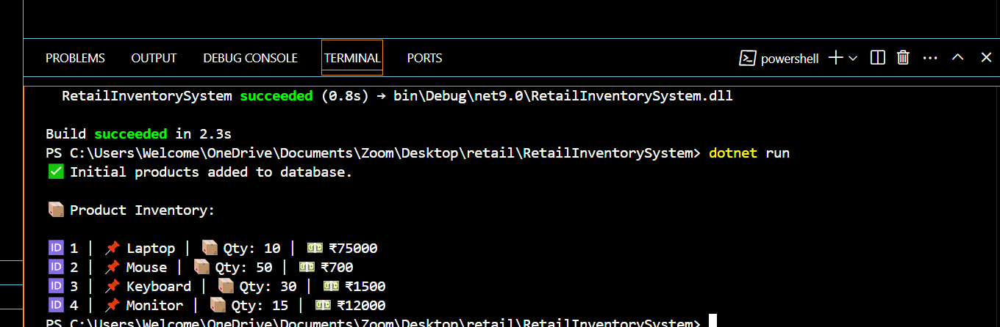 PROBLEMS OUTPUT DEBUG CONSOLE TERMINAL PORTS powershell
RetailInventorySystem succeeded (0.8s) → bin\Debug\net9.0\RetailInventorySystem.dll
Build succeeded in 2.3s
PS C:\Users\Welcome\OneDrive\Documents\Zoom\Desktop\retail\RetailInventorySystem> dotnet run
✅ Initial products added to database.
📦 Product Inventory:
🆔 1 | 📌 Laptop | 📦 Qty: 10 | 💵 ₹75000
🆔 2 | 📌 Mouse | 📦 Qty: 50 | 💵 ₹700
🆔 3 | 📌 Keyboard | 📦 Qty: 30 | 💵 ₹1500
🆔 4 | 📌 Monitor | 📦 Qty: 15 | 💵 ₹12000
PS C:\Users\Welcome\OneDrive\Documents\Zoom\Desktop\retail\RetailInventorySystem>